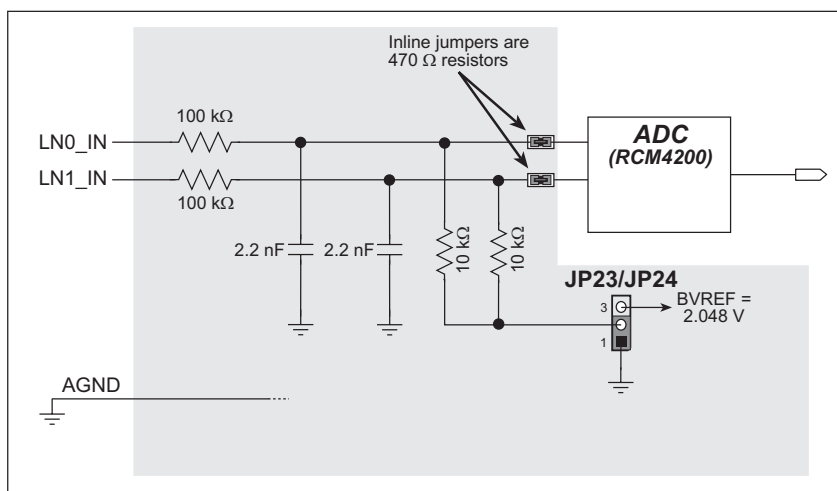 Inline jumpers are
470 Ω resistors
100 kΩ
LN0_IN
ADC
(RCM4200)
LN1_IN
100 kΩ
2.2 nF
2.2 nF
10 kΩ
10 kΩ
JP23/JP24
3
BVREF =
2.048 V
1
AGND